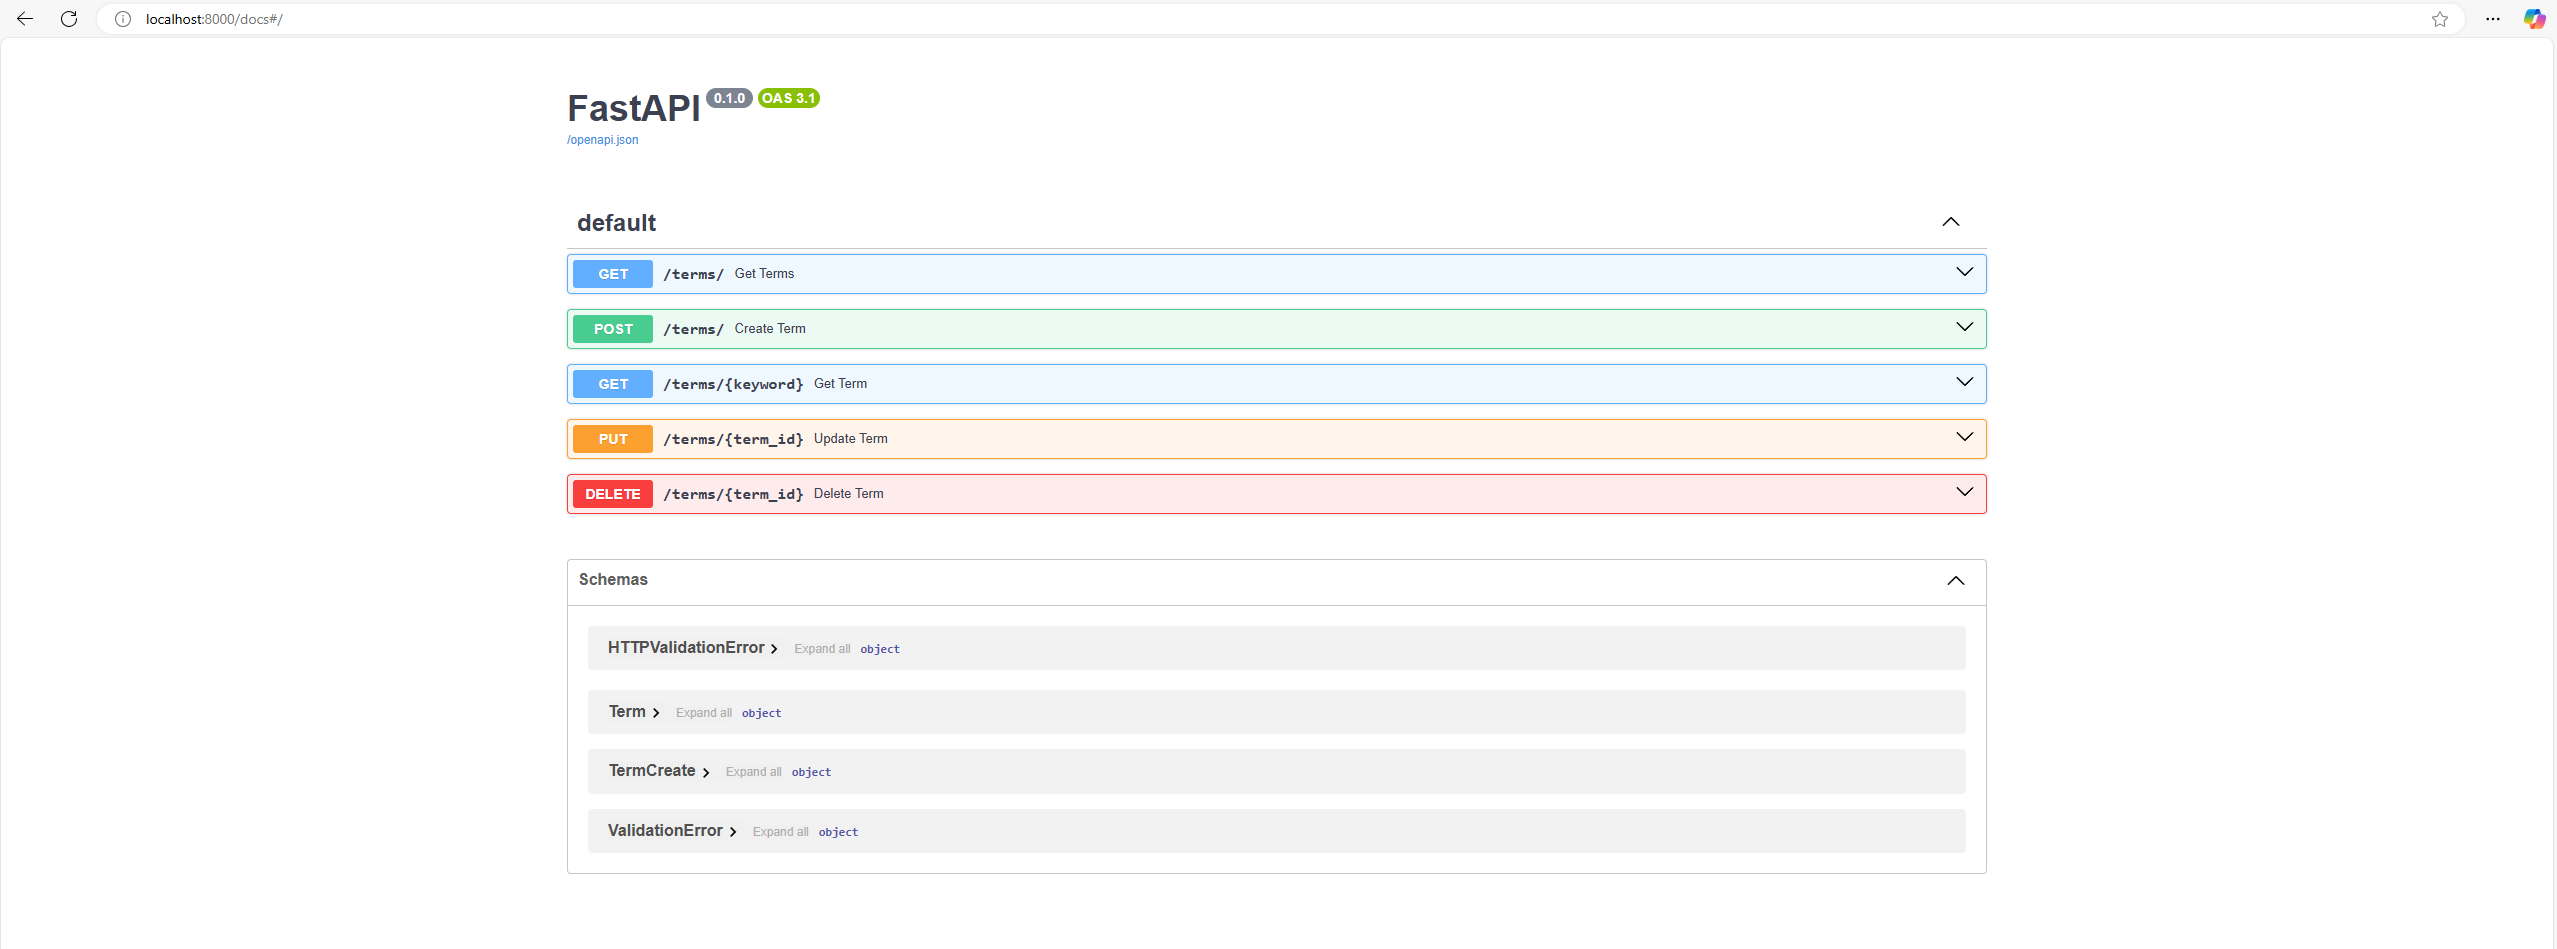 localhost:8000/docs#/
FastAPI 0.1.0 OAS 3.1
/openapi.json
default
GET /terms/ Get Terms
POST /terms/ Create Term
GET /terms/{keyword} Get Term
PUT /terms/{term_id} Update Term
DELETE /terms/{term_id} Delete Term
Schemas
HTTPValidationError Expand all object
Term Expand all object
TermCreate Expand all object
ValidationError Expand all object